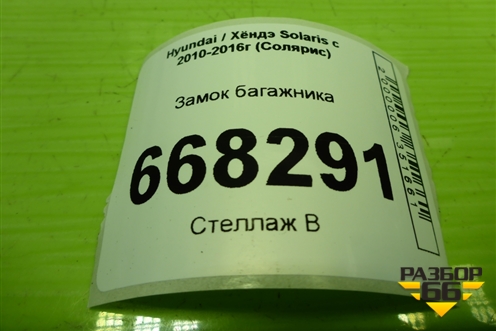 Hyundai / Хёндэ Solaris с
2010-2016г (Солярис)
Замок багажника
668291
Стеллаж В
РАЗБОР
66